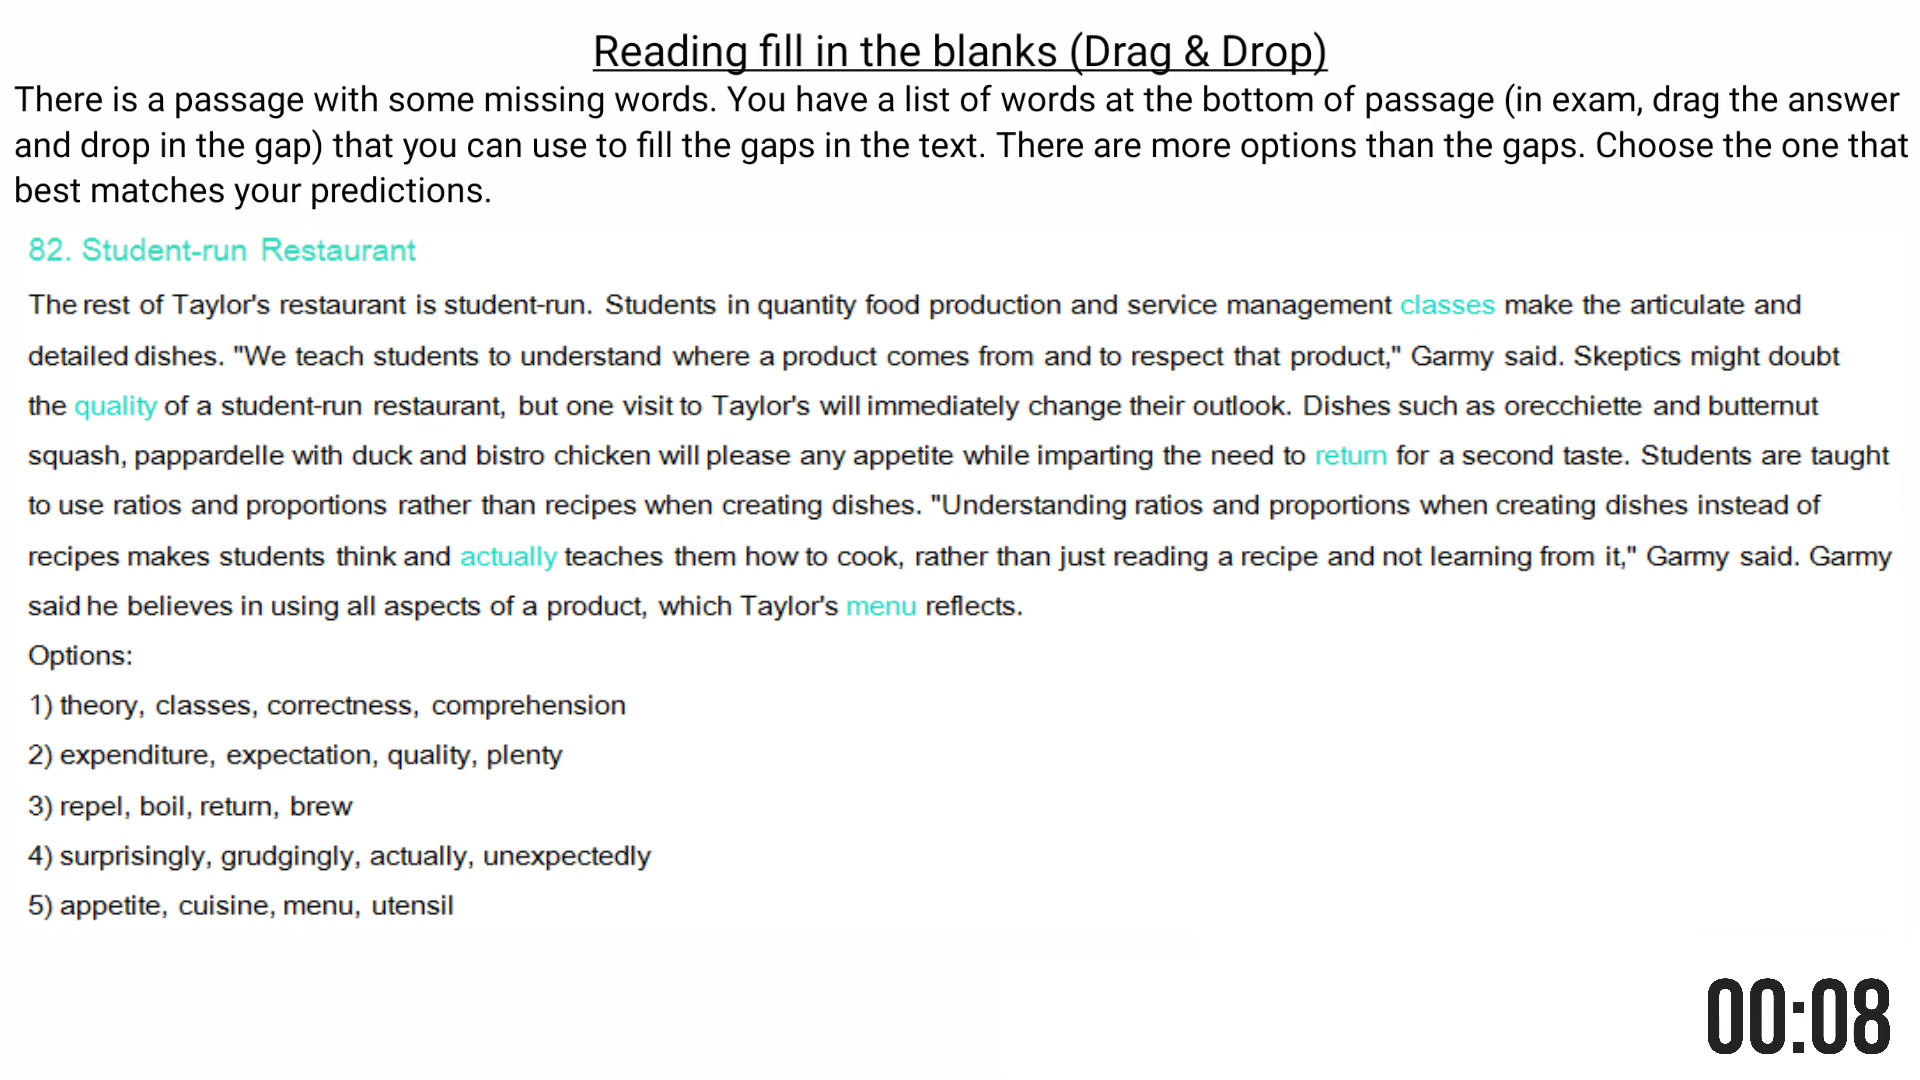 Reading fill in the blanks (Drag & Drop)
There is a passage with some missing words. You have a list of words at the bottom of passage (in exam, drag the answer
and drop in the gap) that you can use to fill the gaps in the text. There are more options than the gaps. Choose the one that
best matches your predictions.
82. Student-run Restaurant
The rest of Taylor's restaurant is student-run. Students in quantity food production and service management classes make the articulate and
detailed dishes. "We teach students to understand where a product comes from and to respect that product," Garmy said. Skeptics might doubt
the quality of a student-run restaurant, but one visit to Taylor's will immediately change their outlook. Dishes such as orecchiette and butternut
squash, pappardelle with duck and bistro chicken will please any appetite while imparting the need to return for a second taste. Students are taught
to use ratios and proportions rather than recipes when creating dishes. "Understanding ratios and proportions when creating dishes instead of
recipes makes students think and actually teaches them how to cook, rather than just reading a recipe and not learning from it," Garmy said. Garmy
said he believes in using all aspects of a product, which Taylor's menu reflects.
Options:
1) theory, classes, correctness, comprehension
2) expenditure, expectation, quality, plenty
3) repel, boil, return, brew
4) surprisingly, grudgingly, actually, unexpectedly
5) appetite, cuisine, menu, utensil
00:08